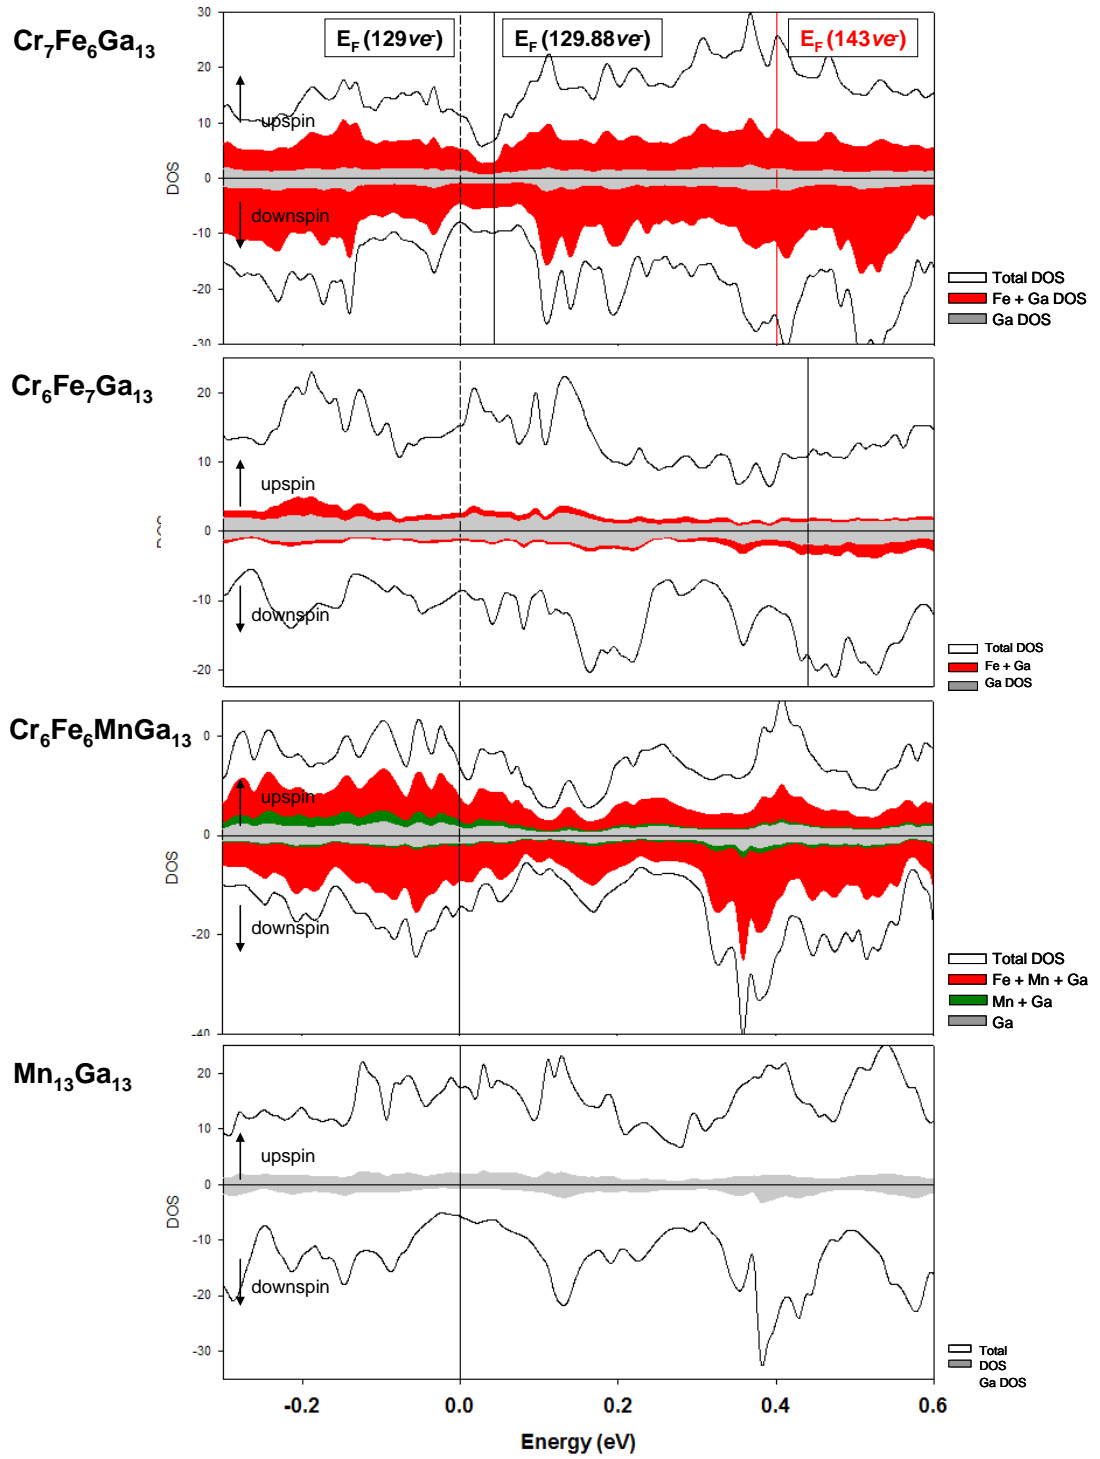 Cr7Fe6Ga13
30
20
10
0
-10
-20
-30
DOS
EF (129ve-)
EF (129.88ve-)
EF (143ve-)
upspin
downspin
Total DOS
Fe + Ga DOS
Ga DOS
Cr6Fe7Ga13
20
10
0
-10
-20
upspin
downspin
Total DOS
Fe + Ga
Ga DOS
Cr6Fe6MnGa13
0
0
-20
-40
DOS
upspin
downspin
Total DOS
Fe + Mn + Ga
Mn + Ga
Ga
Mn13Ga13
20
10
0
-10
-20
-30
DOS
upspin
downspin
Total
DOS
Ga DOS
-0.2
0.0
0.2
0.4
0.6
Energy (eV)